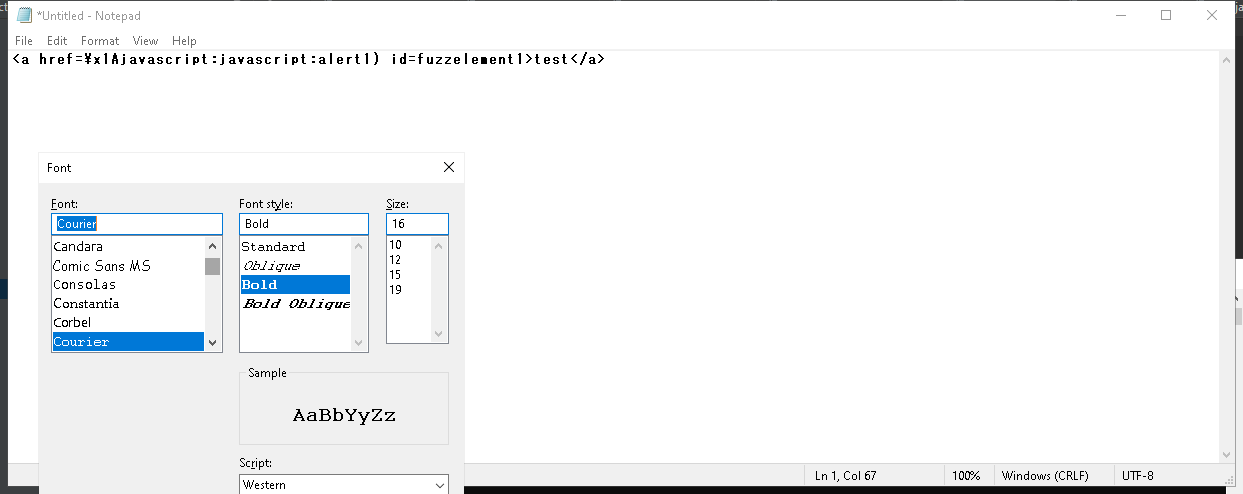 *Untitled - Notepad
File Edit Format View Help
<a href=¥x1Ajavascript:javascript:alert1) id=fuzzelement1>test</a>
Font
Font: Font style: Size:
Courier Bold 16
Candara
Comic Sans MS
Consolas
Constantia
Corbel
Courier
Standard
Oblique
Bold
Bold Oblique
10
12
15
19
Sample
AaBbYyZz
Script:
Western
Ln 1, Col 67 100% Windows (CRLF) UTF-8